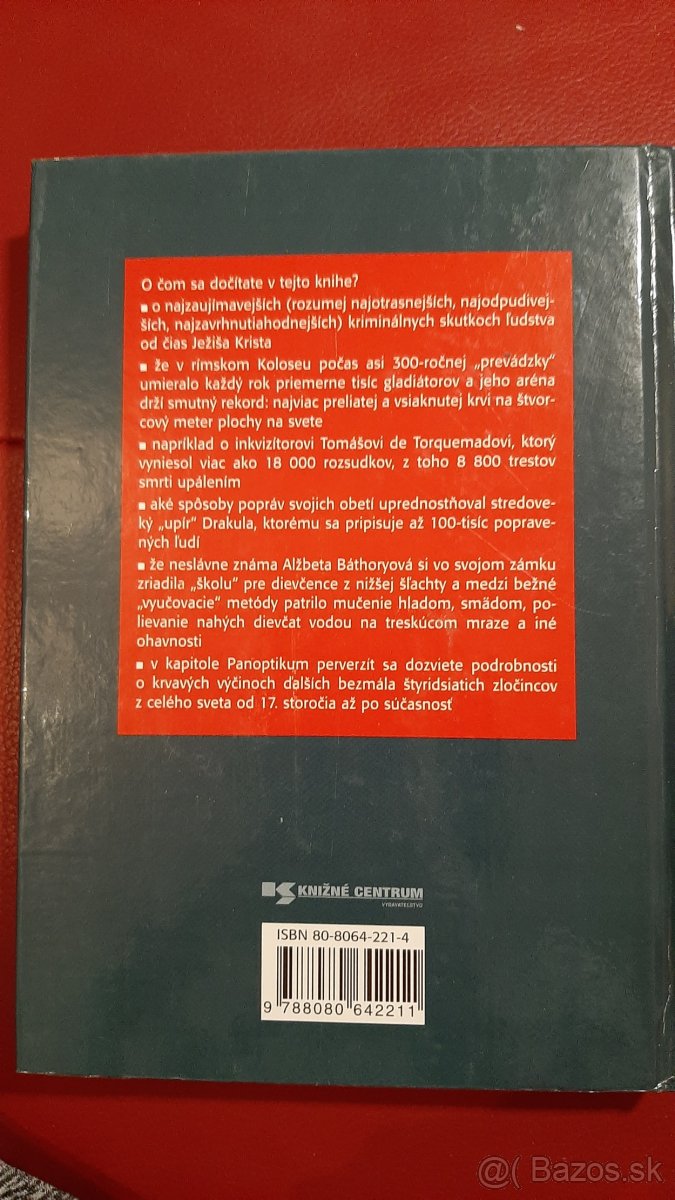 O čom sa dočítate v tejto knihe?
▪ o najzaujímavejších (rozumej najotrasnejších, najodpudivej-
ších, najzavrhnutiahodnejších) kriminálnych skutkoch ľudstva
od čias Ježiša Krista
▪ že v rímskom Koloseu počas asi 300-ročnej „prevádzky“
umieralo každý rok priemerne tisíc gladiátorov a jeho aréna
drží smutný rekord: najviac preliatej a vsiaknutej krvi na štvor-
cový meter plochy na svete
▪ napríklad o inkvizítorovi Tomášovi de Torquemadovi, ktorý
vyniesol viac ako 18 000 rozsudkov, z toho 8 800 trestov
smrti upálením
▪ aké spôsoby popráv svojich obetí uprednostňoval stredove-
ký „upír“ Drakula, ktorému sa pripisuje až 100-tisíc poprave-
ných ľudí
▪ že neslávne známa Alžbeta Báthoryová si vo svojom zámku
zriadila „školu“ pre dievčence z nižšej šľachty a medzi bežné
„vyučovacie“ metódy patrilo mučenie hladom, smädom, po-
lievanie nahých dievčat vodou na treskúcom mraze a iné
ohavnosti
▪ v kapitole Panoptikum perverzít sa dozviete podrobnosti
o krvavých výčinoch ďalších bezmála štyridsiatich zločincov
z celého sveta od 17. storočia až po súčasnosť
KNIŽNÉ CENTRUM
VYDAVATEĽSTVO
ISBN 80-8064-221-4
9 788080 642211
@( Bazos.sk